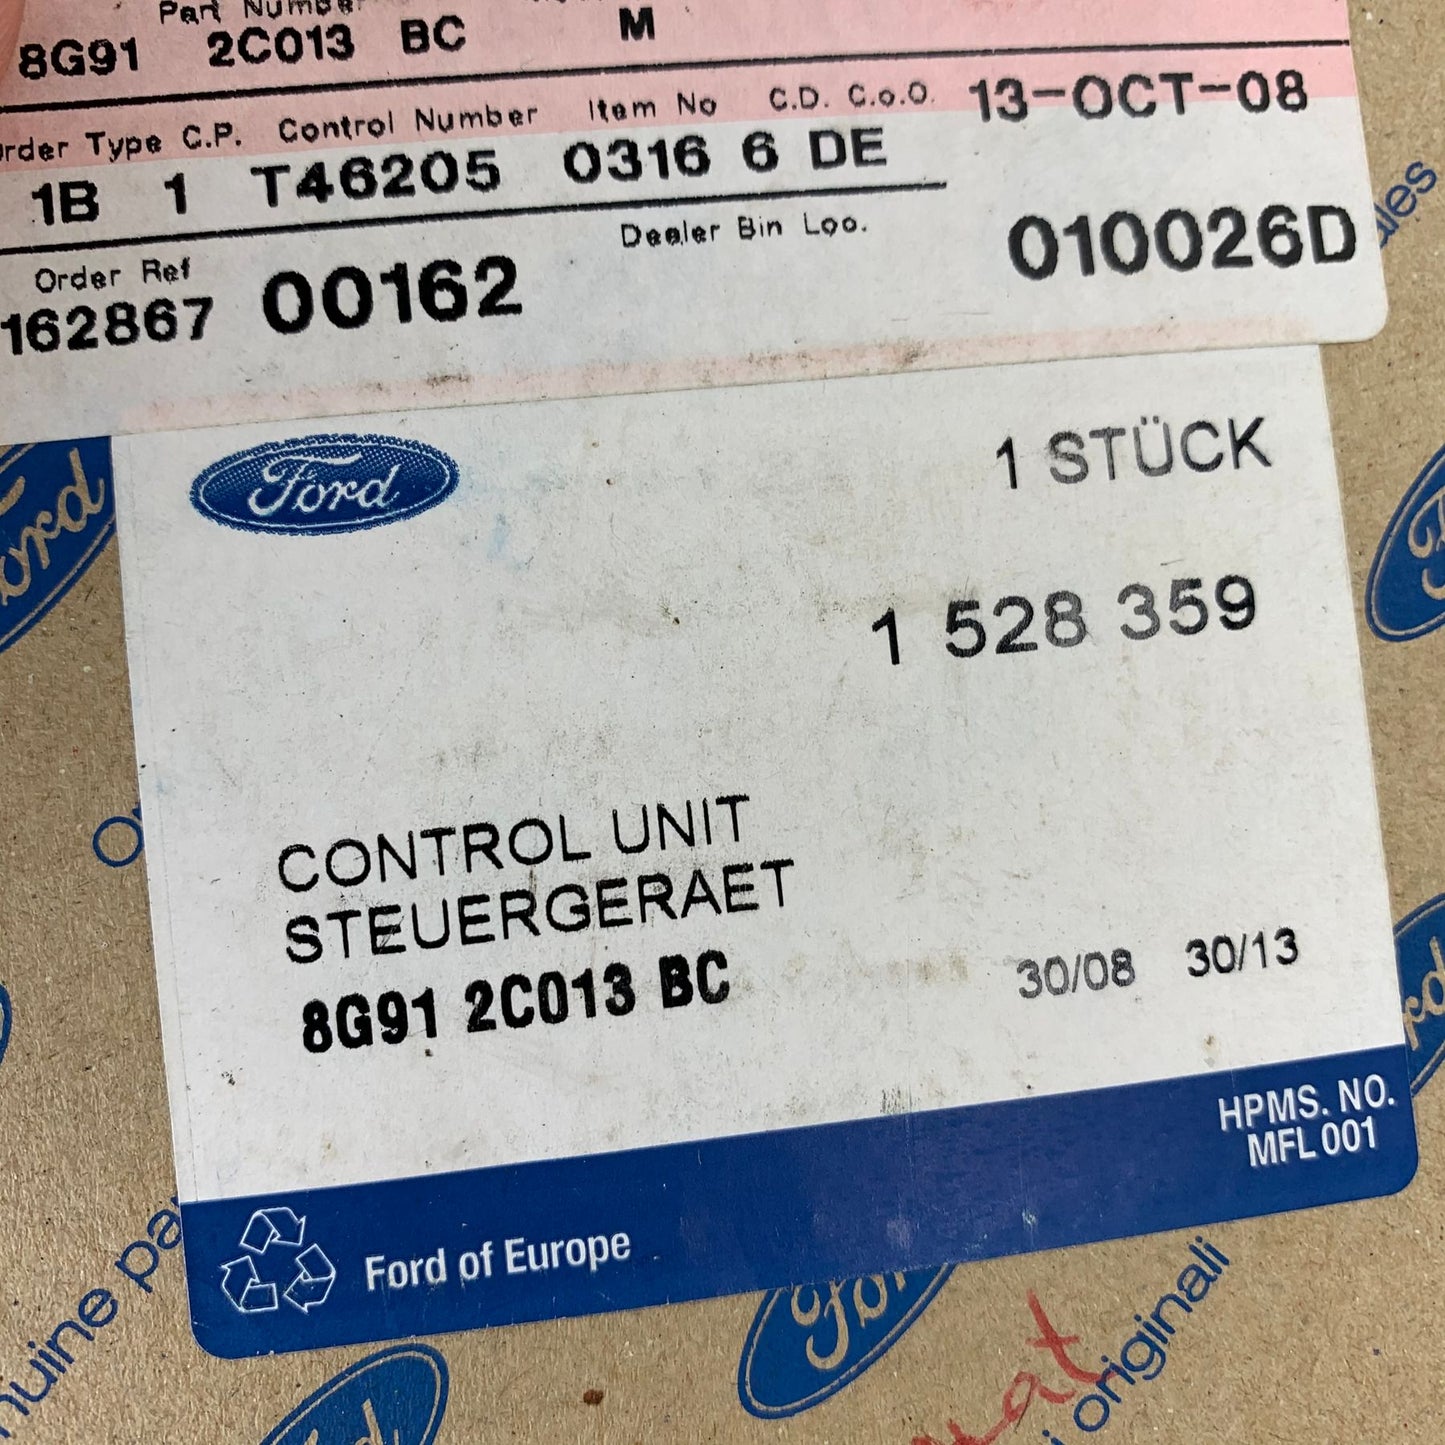 Part Number
8G91 2C013 BC M
Order Type C.P. Control Number Item No C.D. C.o.O. 13-OCT-08
1B 1 T46205 0316 6 DE
Order Ref Dealer Bin Loc. 010026D
162867 00162
Ford
1 STÜCK
1 528 359
CONTROL UNIT
STEUERGERAET
8G91 2C013 BC 30/08 30/13
HPMS. NO.
MFL 001
Ford of Europe
Ford
Ford
originali